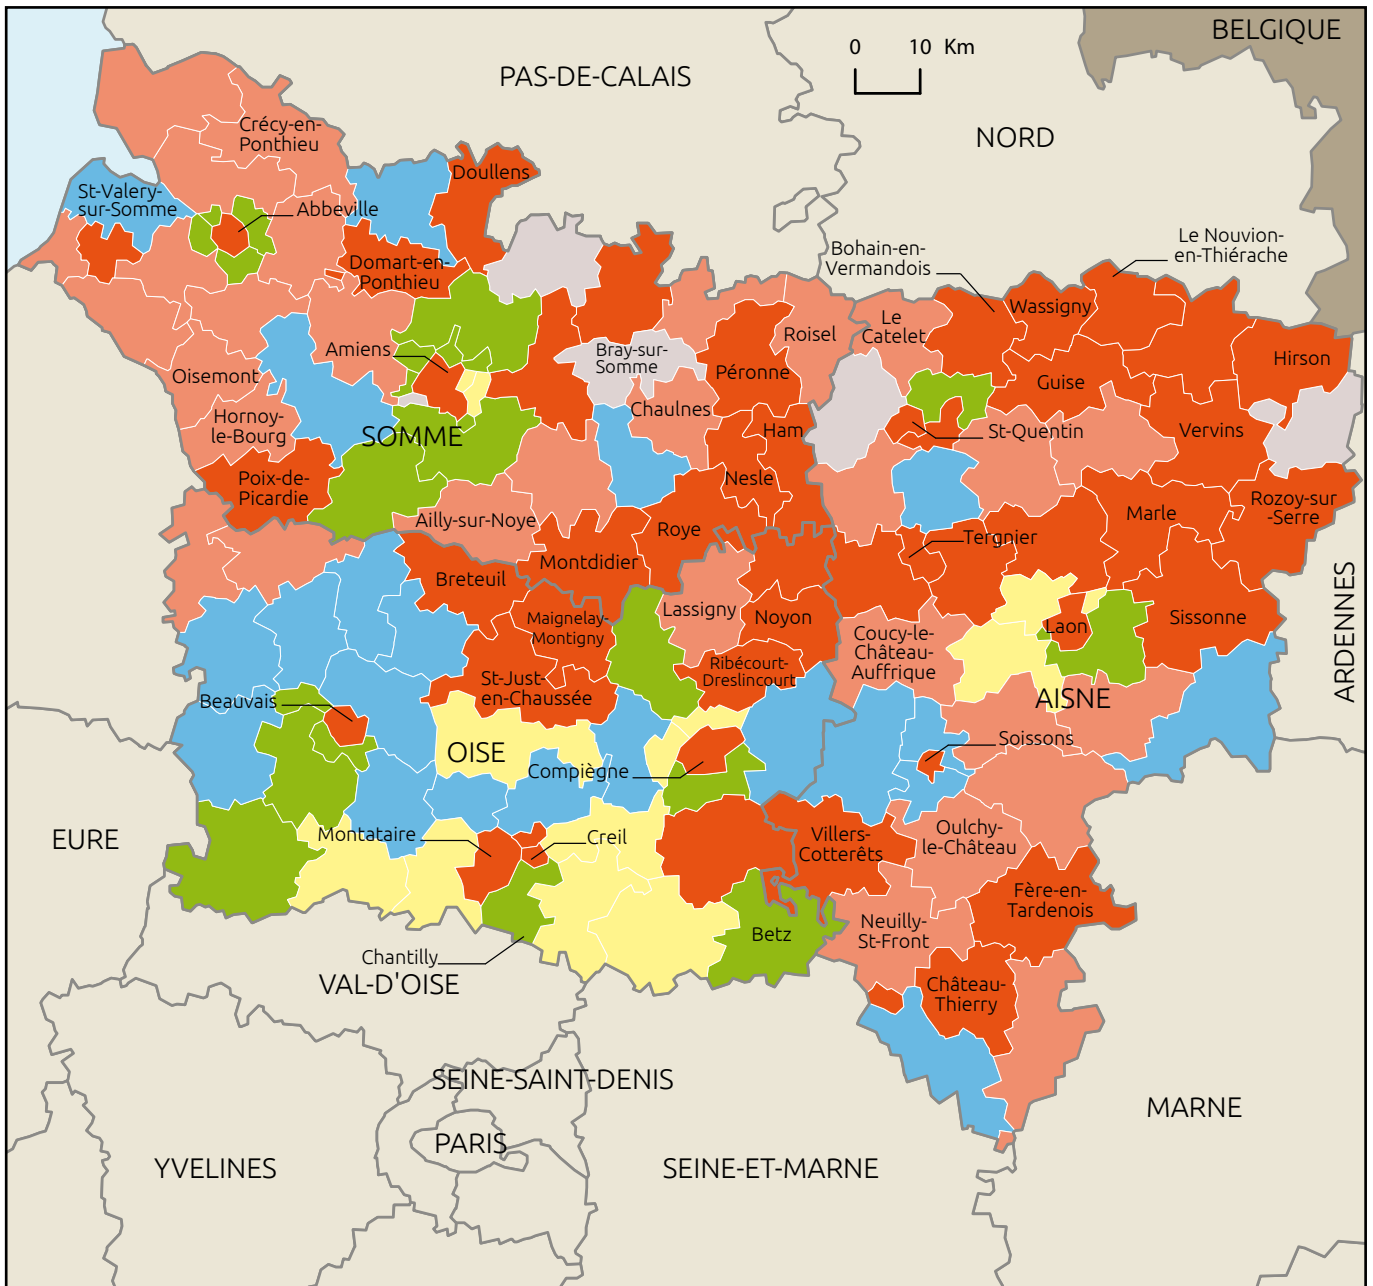 BELGIQUE
0 10 Km
PAS-DE-CALAIS
NORD
Crécy-en-
Ponthieu
Doullens
St-Valery-
sur-Somme
Abbeville
Domart-en-
Ponthieu
Bohain-en-
Vermandois
Le Nouvion-
en-Thiérache
Wassigny
Roisel
Le
Catelet
Amiens
Bray-sur-
Somme
Péronne
Guise
Hirson
Oisemont
Hornoy-
le-Bourg
SOMME
Chaulnes
Ham
St-Quentin
Vervins
Poix-de-
Picardie
Nesle
Rozoy-sur
-Serre
Ailly-sur-Noye
Roye
Marle
Tergnier
Breteuil
Montdidier
ARDENNES
Maignelay-
Montigny
Lassigny
Noyon
Coucy-le-
Château-
Auffrique
Laon
Sissonne
Ribécourt-
Dreslincourt
St-Just-
en-Chaussée
Beauvais
AISNE
OISE
Soissons
Compiègne
EURE
Montataire
Creil
Villers-
Cotterêts
Oulchy-
le-Château
Fère-en-
Tardenois
Betz
Neuilly-
St-Front
Chantilly
VAL-D'OISE
Château-
Thierry
SEINE-SAINT-DENIS
MARNE
PARIS
YVELINES
SEINE-ET-MARNE